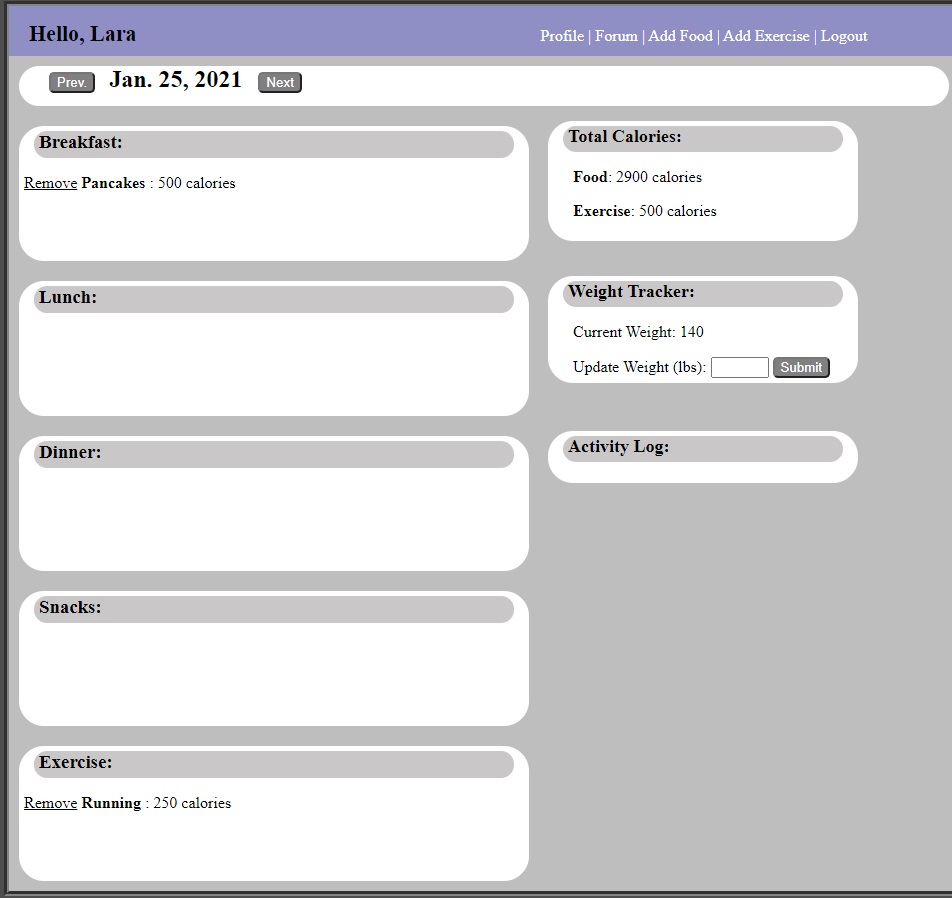 Hello, Lara
Profile | Forum | Add Food | Add Exercise | Logout
Prev. Jan. 25, 2021 Next
Breakfast:
Remove Pancakes : 500 calories
Lunch:
Dinner:
Snacks:
Exercise:
Remove Running : 250 calories
Total Calories:
Food: 2900 calories
Exercise: 500 calories
Weight Tracker:
Current Weight: 140
Update Weight (lbs): Submit
Activity Log: